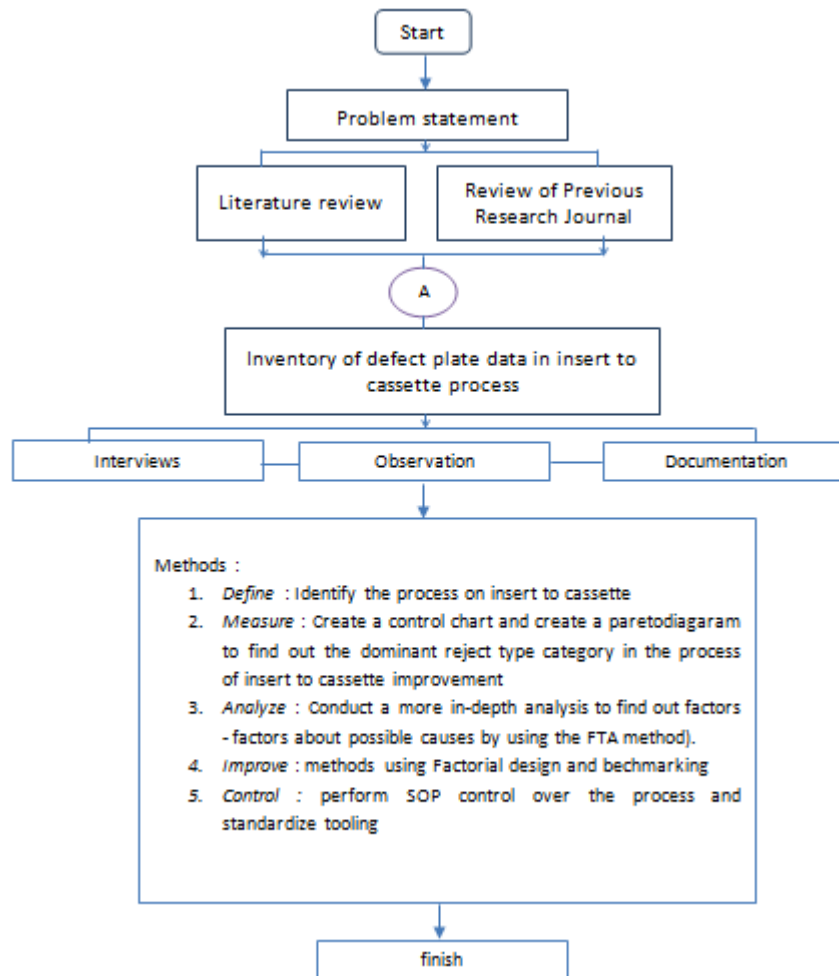 Start
Problem statement
Literature review
Review of Previous
Research Journal
A
Inventory of defect plate data in insert to
cassette process
Interviews
Observation
Documentation
Methods :
1. Define : Identify the process on insert to cassette
2. Measure : Create a control chart and create a paretodiagaram
to find out the dominant reject type category in the process
of insert to cassette improvement
3. Analyze : Conduct a more in-depth analysis to find out factors
- factors about possible causes by using the FTA method).
4. Improve : methods using Factorial design and bechmarking
5. Control : perform SOP control over the process and
standardize tooling
finish